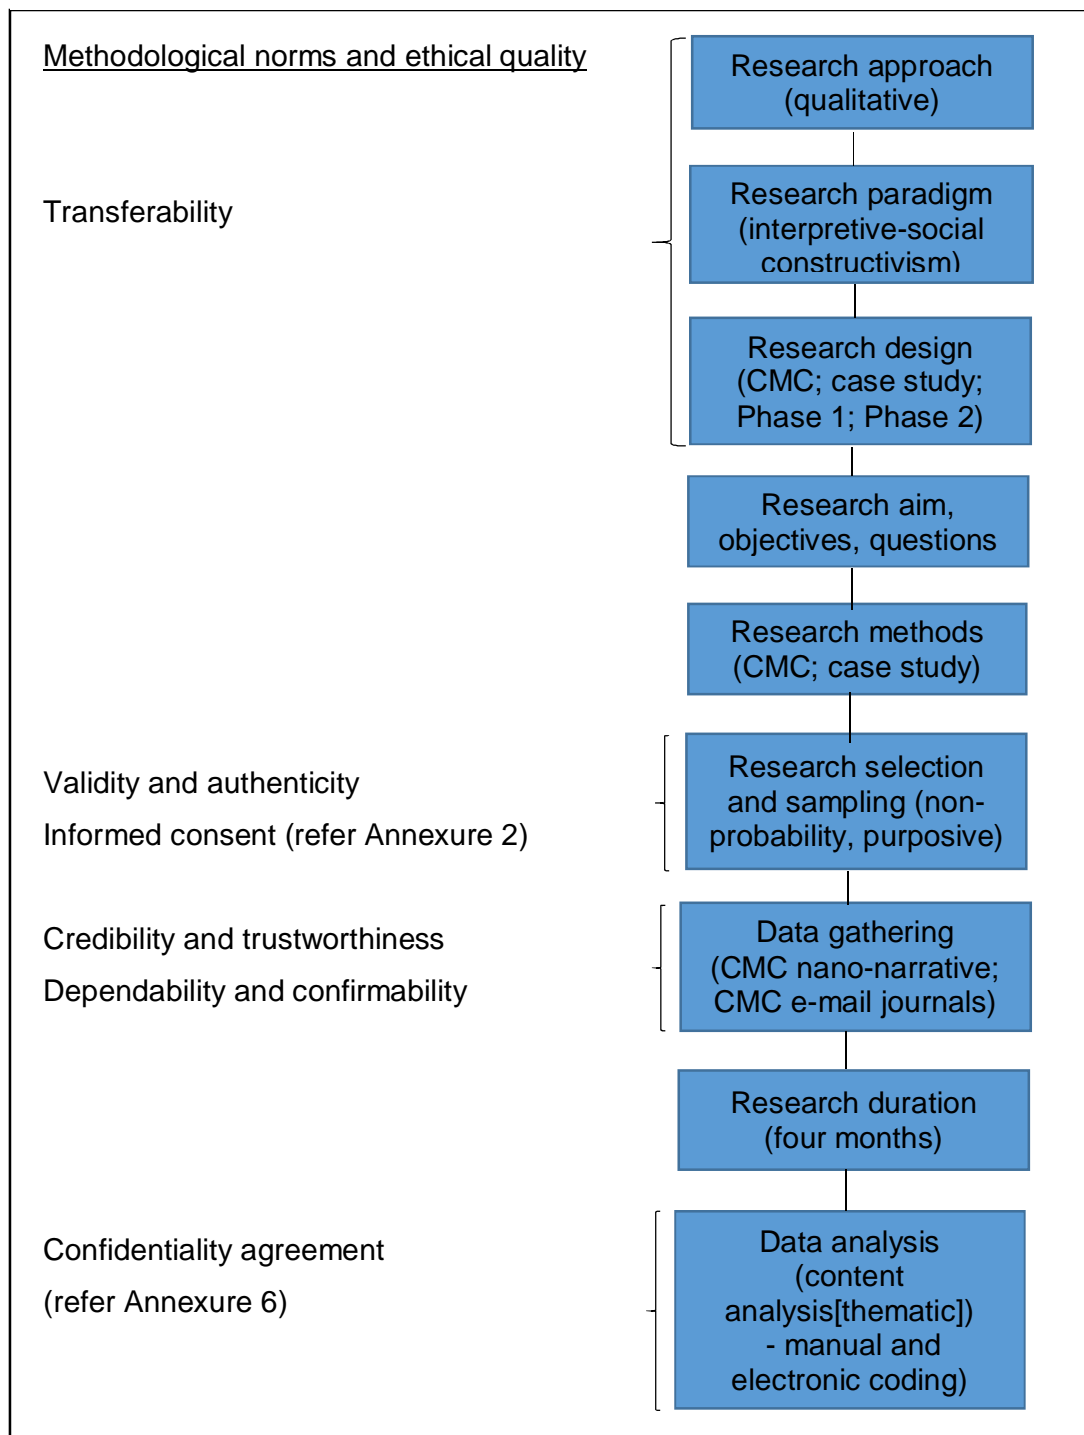 Methodological norms and ethical quality
Research approach
(qualitative)
Transferability
Research paradigm
(interpretive-social
constructivism)
Research design
(CMC; case study;
Phase 1; Phase 2)
Research aim,
objectives, questions
Research methods
(CMC; case study)
Validity and authenticity
Informed consent (refer Annexure 2)
Research selection
and sampling (non-
probability, purposive)
Credibility and trustworthiness
Dependability and confirmability
Data gathering
(CMC nano-narrative;
CMC e-mail journals)
Research duration
(four months)
Confidentiality agreement
(refer Annexure 6)
Data analysis
(content
analysis[thematic])
- manual and
electronic coding)